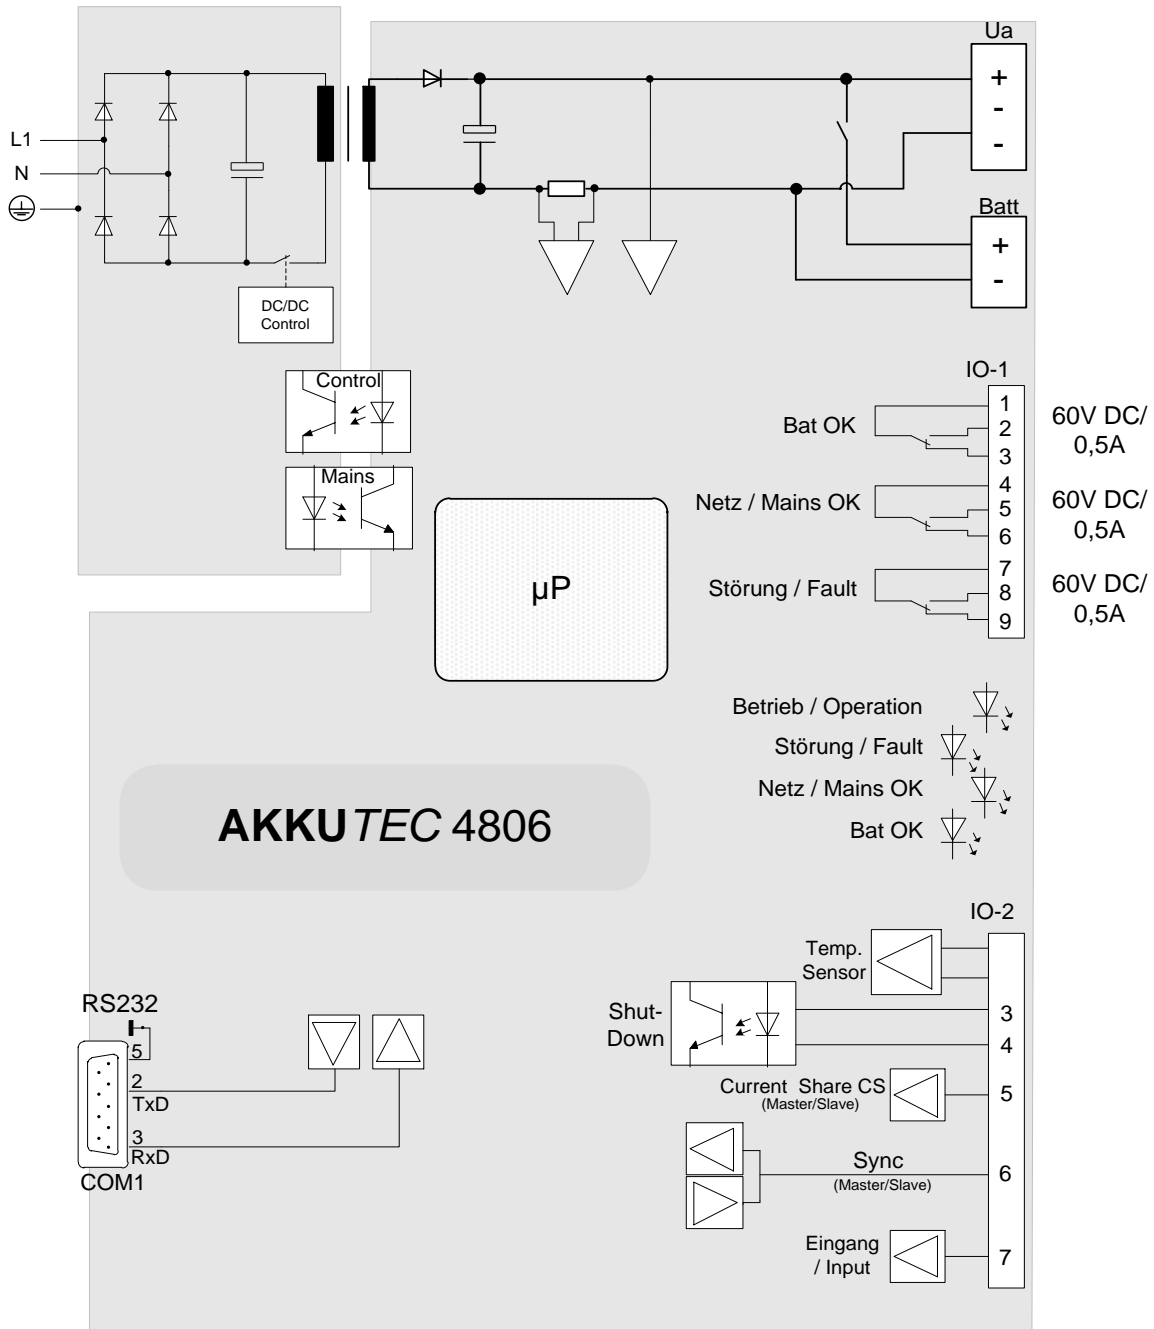 Ua
+
-
-
L1
N
Batt
+
-
DC/DC
Control
Control
Mains
µP
IO-1
Bat OK
1
2
3
60V DC/
0,5A
Netz / Mains OK
4
5
6
60V DC/
0,5A
Störung / Fault
7
8
9
60V DC/
0,5A
Betrieb / Operation
Störung / Fault
Netz / Mains OK
Bat OK
AKKUTEC 4806
IO-2
Temp.
Sensor
Shut-
Down
3
4
Current Share CS
(Master/Slave)
5
Sync
(Master/Slave)
6
Eingang
/ Input
7
RS232
5
2
TxD
3
RxD
COM1